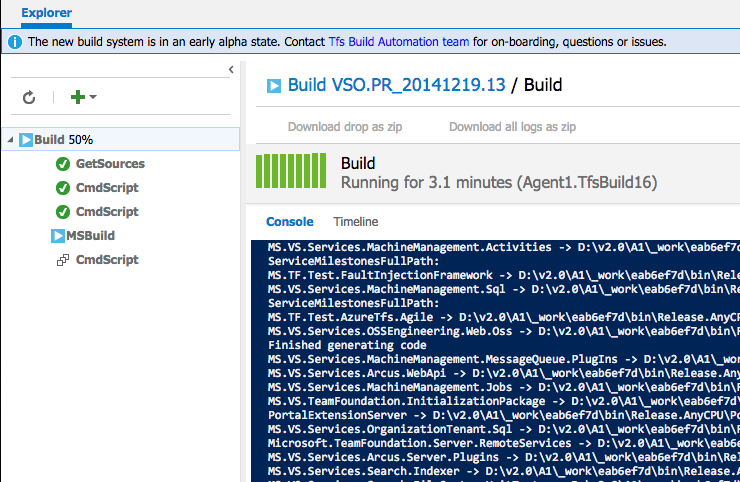 Explorer
The new build system is in an early alpha state. Contact Tfs Build Automation team for on-boarding, questions or issues.
Build VSO.PR_20141219.13 / Build
Download drop as zip Download all logs as zip
Build 50%
GetSources
CmdScript
CmdScript
MSBuild
CmdScript
Build
Running for 3.1 minutes (Agent1.TfsBuild16)
Console Timeline
MS.VS.Services.MachineManagement.Activities -> D:\v2.0\A1\_work\eab6ef7d\bin\Rele
ServiceMilestonesFullPath:
MS.TF.Test.FaultInjectionFramework -> D:\v2.0\A1\_work\eab6ef7d\bin\Rel
MS.VS.Services.MachineManagement.Sql -> D:\v2.0\A1\_work\eab6ef7d\bin\R
ServiceMilestonesFullPath:
MS.TF.Test.AzureTfs.Agile -> D:\v2.0\A1\_work\eab6ef7d\bin\Release.AnyCP
MS.VS.Services.OSSEngineering.Web.Oss -> D:\v2.0\A1\_work\eab6ef7d\bin\R
Finished generating code
MS.VS.Services.MachineManagement.MessageQueue.PlugIns -> D:\v2.0\A1\_wor
MS.VS.Services.Arcus.WebApi -> D:\v2.0\A1\_work\eab6ef7d\bin\Release.Any
MS.VS.Services.MachineManagement.Jobs -> D:\v2.0\A1\_work\eab6ef7d\bin\R
MS.VS.TeamFoundation.InitializationPackage -> D:\v2.0\A1\_work\eab6ef7d\
PortalExtensionServer -> D:\v2.0\A1\_work\eab6ef7d\bin\Release.AnyCPU\Po
MS.VS.Services.OrganizationTenant.Sql -> D:\v2.0\A1\_work\eab6ef7d\bin\R
Microsoft.TeamFoundation.Server.RemoteServices -> D:\v2.0\A1\_work\eab6e
MS.VS.Services.Arcus.Server.Plugins -> D:\v2.0\A1\_work\eab6ef7d\bin\Rel
MS.VS.Services.Search.Indexer -> D:\v2.0\A1\_work\eab6ef7d\bin\Release.A